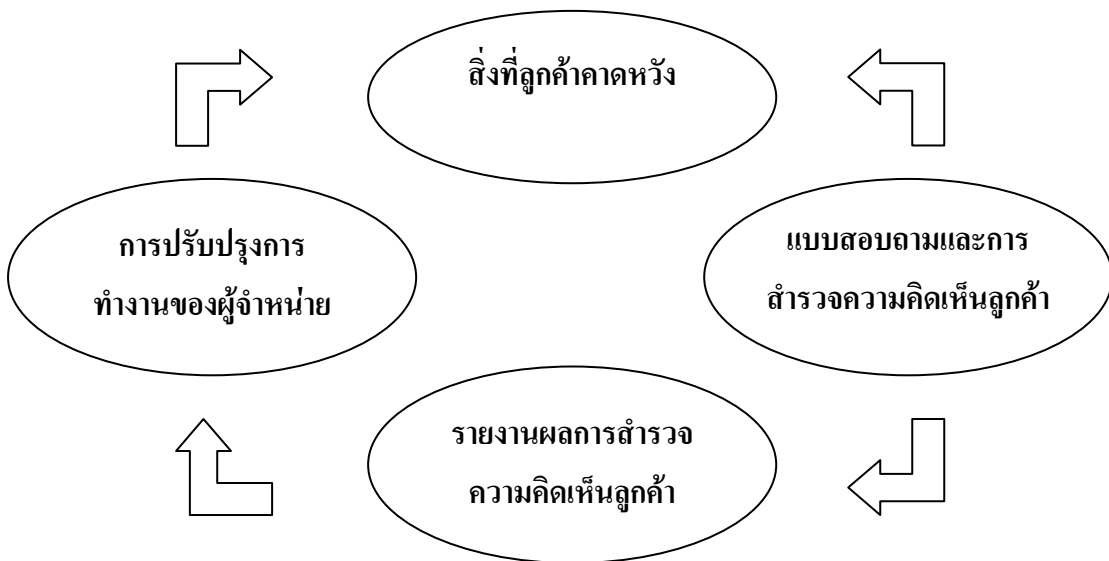 สิ่งที่ลูกค้าคาดหวัง
การปรับปรุงการ
ทำงานของผู้จำหน่าย
แบบสอบถามและการ
สำรวจความคิดเห็นลูกค้า
รายงานผลการสำรวจ
ความคิดเห็นลูกค้า